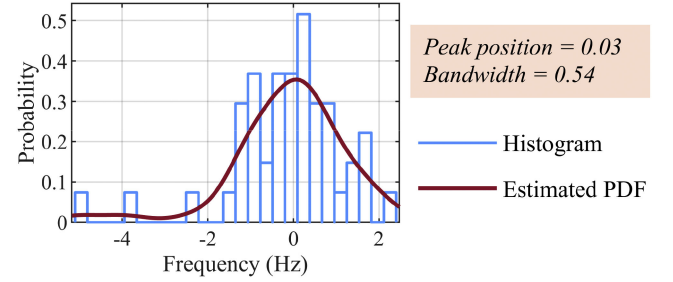 0.5
0.4
0.3
0.2
0.1
0
Probability
-4
-2
0
2
Frequency (Hz)
Peak position = 0.03
Bandwidth = 0.54
Histogram
Estimated PDF